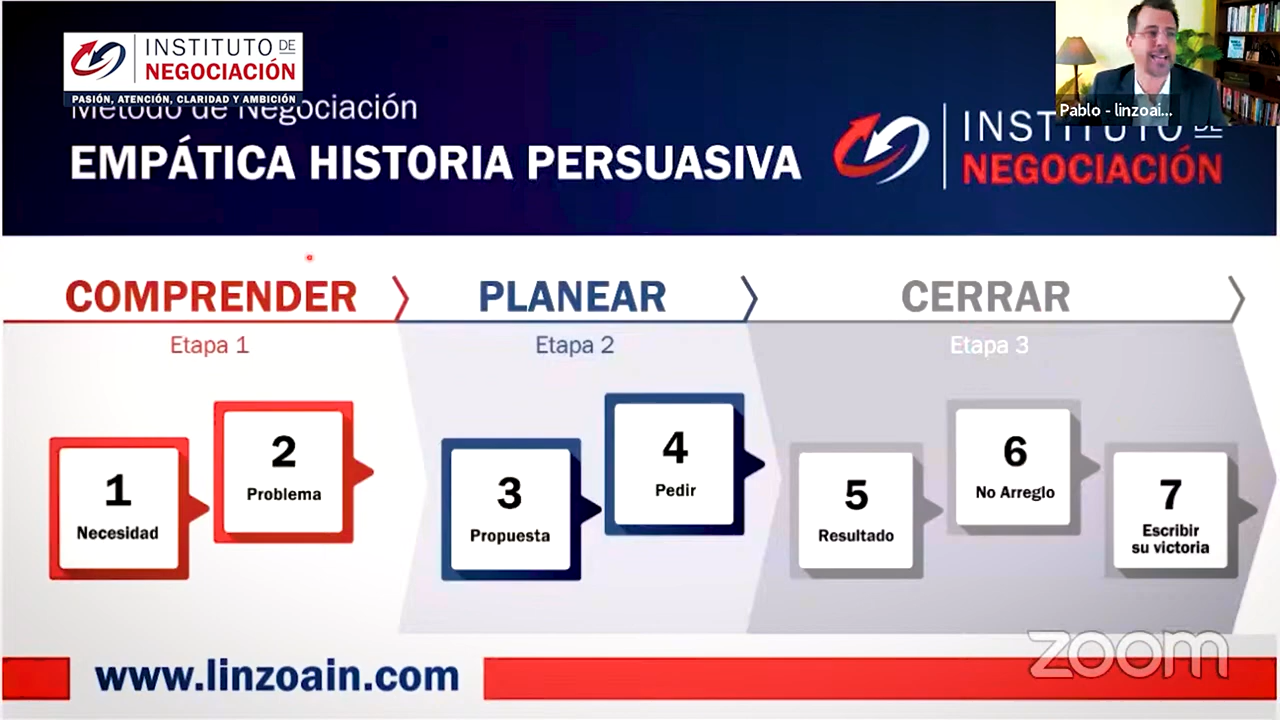 INSTITUTO DE
NEGOCIACIÓN
PASIÓN, ATENCIÓN, CLARIDAD Y AMBICIÓN
Método de Negociación
EMPÁTICA HISTORIA PERSUASIVA
INSTITUTO DE
NEGOCIACIÓN
Pablo - linzoaí...
COMPRENDER
PLANEAR
CERRAR
Etapa 1
Etapa 2
Etapa 3
1
Necesidad
2
Problema
3
Propuesta
4
Pedir
5
Resultado
6
No Arreglo
7
Escribir
su victoria
www.linzoain.com
zoom